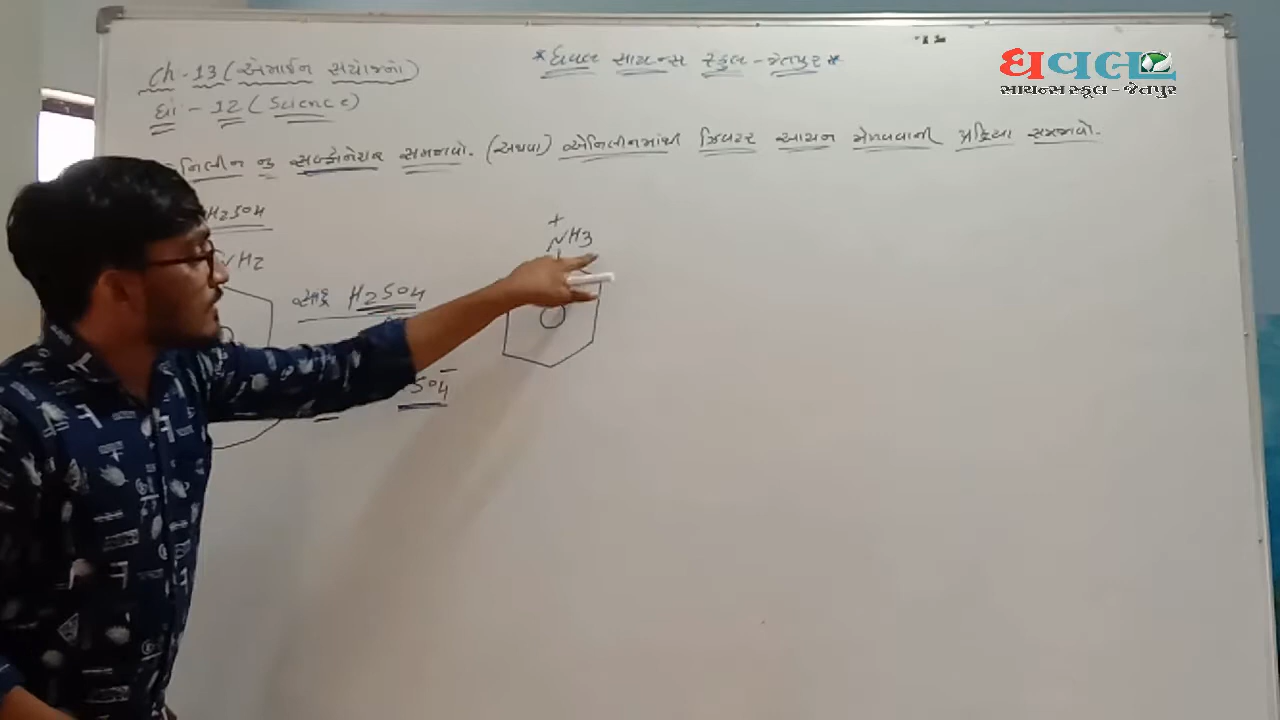 Ch-13 (એમાઈન સંયોજનો)
* ધવલ સાયન્સ સ્કુલ - જેતપુર *
ધવલ
સાયન્સ સ્કૂલ - જેતપુર
ધો - 12 (Science)
નિલીન નુ સલ્ફોનેશન સમજાવો. (અથવા) એનિલીનમાંથી ઝિવટર આયન મેળવવાની પ્રક્રિયા સમજાવો.
H2SO4
NH2
+
NH3
સાંદ્ર H2SO4
SO4-